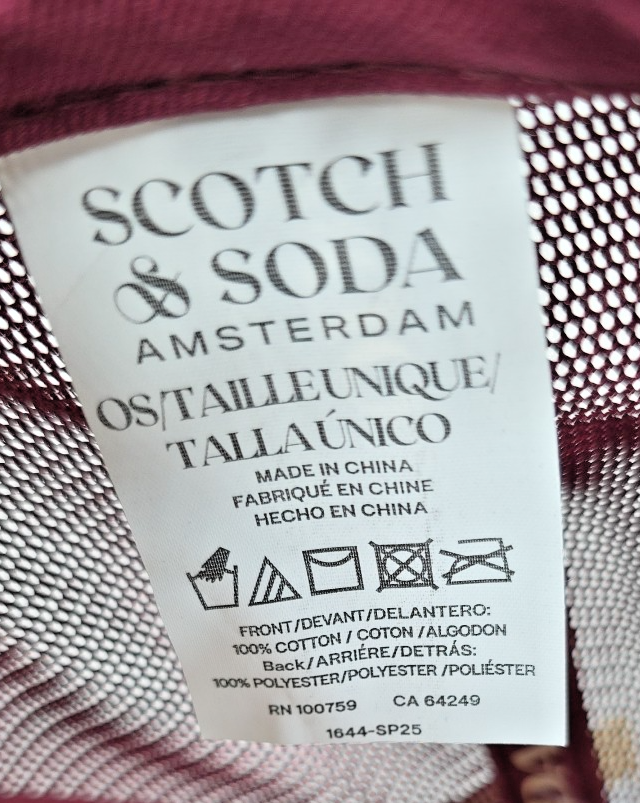 SCOTCH
& SODA
AMSTERDAM
OS/TAILLE UNIQUE/
TALLA ÚNICO
MADE IN CHINA
FABRIQUÉ EN CHINE
HECHO EN CHINA
FRONT/DEVANT/DELANTERO:
100% COTTON / COTON /ALGODON
Back/ARRIÉRE/DETRÁS:
100% POLYESTER/POLYESTER /POLIÉSTER
RN 100759 CA 64249
1644-SP25